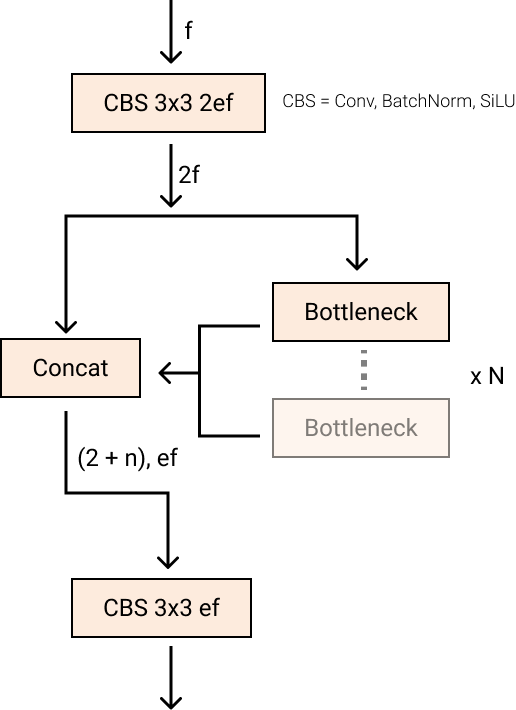 f
CBS 3x3 2ef
CBS = Conv, BatchNorm, SiLU
2f
Bottleneck
Concat
x N
Bottleneck
(2 + n), ef
CBS 3x3 ef